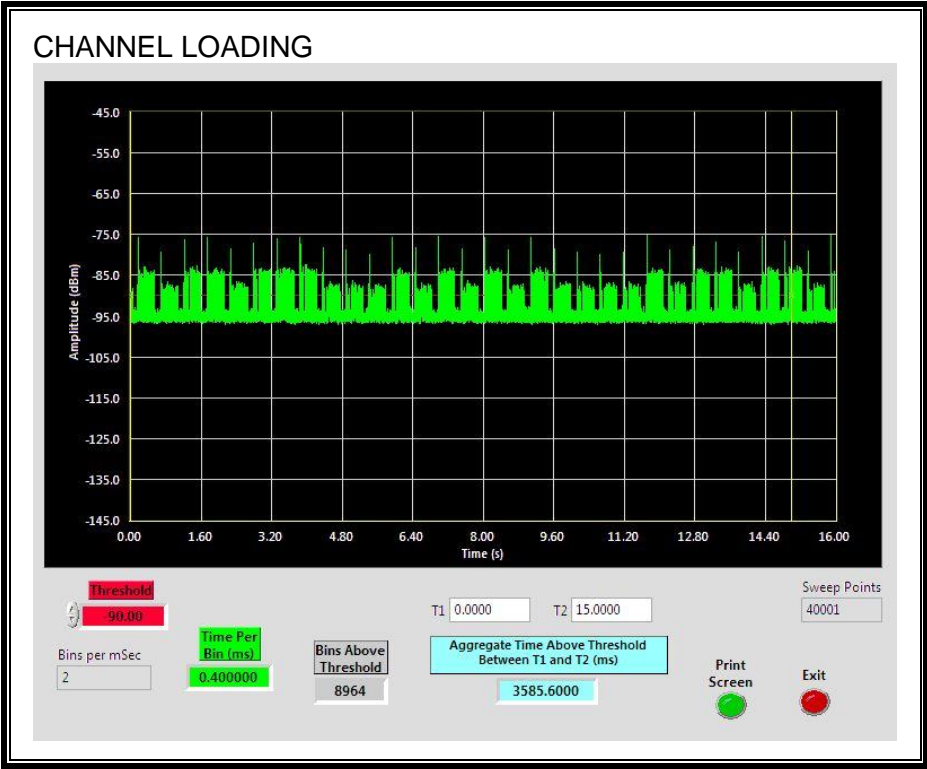 CHANNEL LOADING
-45.0
-55.0
-65.0
-75.0
-85.0
-95.0
-105.0
-115.0
-125.0
-135.0
-145.0
Amplitude (dBm)
0.00 1.60 3.20 4.80 6.40 8.00 9.60 11.20 12.80 14.40 16.00
Time (s)
Threshold
-90.00
Bins per mSec
2
Time Per
Bin (ms)
0.400000
Bins Above
Threshold
8964
T1 0.0000 T2 15.0000
Aggregate Time Above Threshold
Between T1 and T2 (ms)
3585.6000
Sweep Points
40001
Print
Screen
Exit